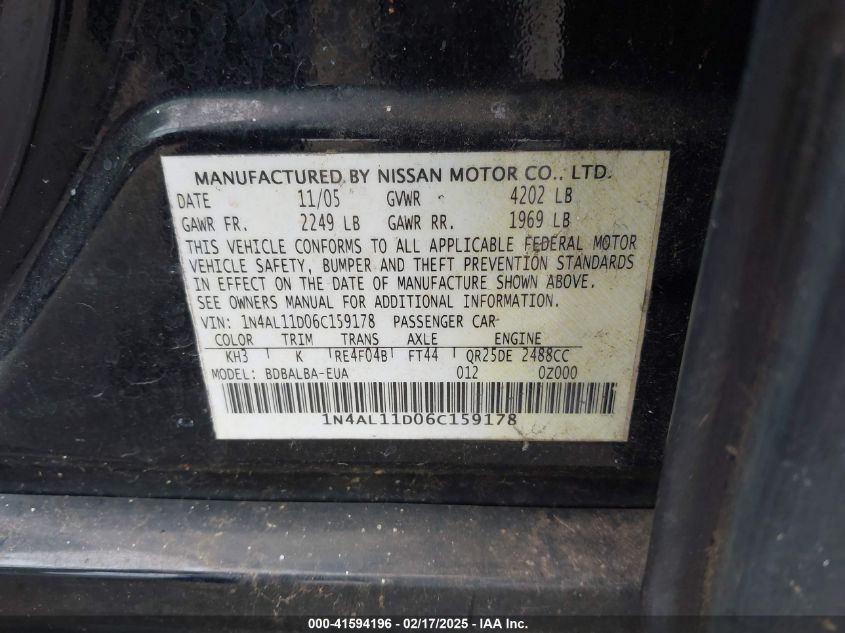 MANUFACTURED BY NISSAN MOTOR CO., LTD.
DATE 11/05 GVWR 4202 LB
GAWR FR. 2249 LB GAWR RR. 1969 LB
THIS VEHICLE CONFORMS TO ALL APPLICABLE FEDERAL MOTOR
VEHICLE SAFETY, BUMPER AND THEFT PREVENTION STANDARDS
IN EFFECT ON THE DATE OF MANUFACTURE SHOWN ABOVE.
SEE OWNERS MANUAL FOR ADDITIONAL INFORMATION.
VIN: 1N4AL11D06C159178 PASSENGER CAR
COLOR TRIM TRANS AXLE ENGINE
KH3 K RE4F04B FT44 QR25DE 2488CC
MODEL: BDBALBA-EUA 012 0Z000
1N4AL11D06C159178
000-41594196 - 02/17/2025 - IAA Inc.